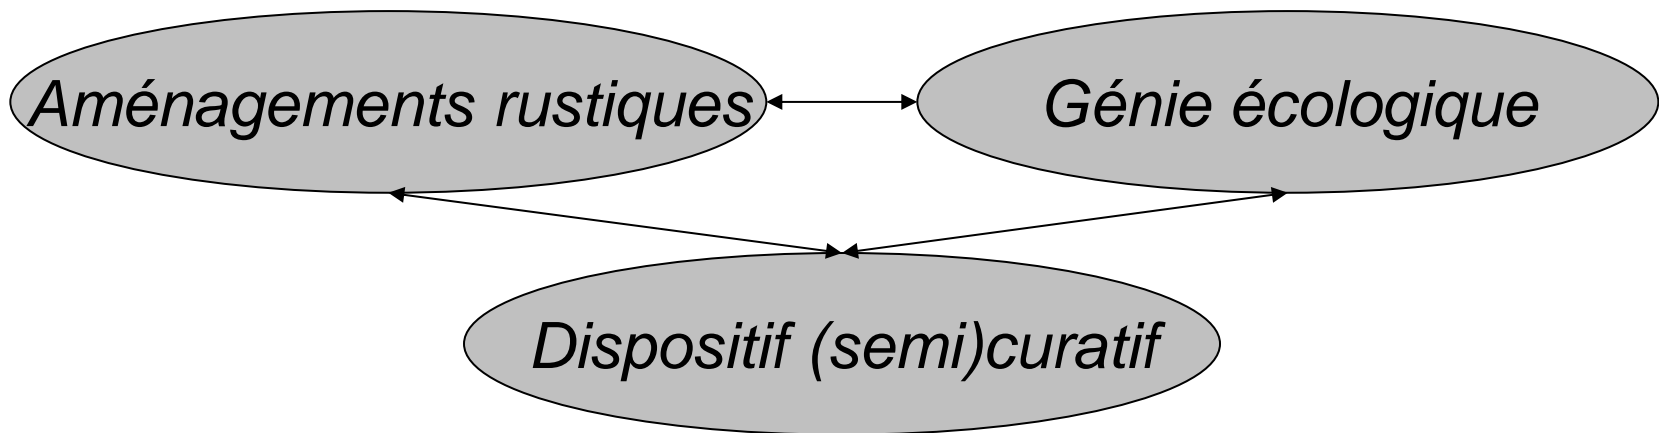 Aménagements rustiques
Génie écologique
Dispositif (semi)curatif